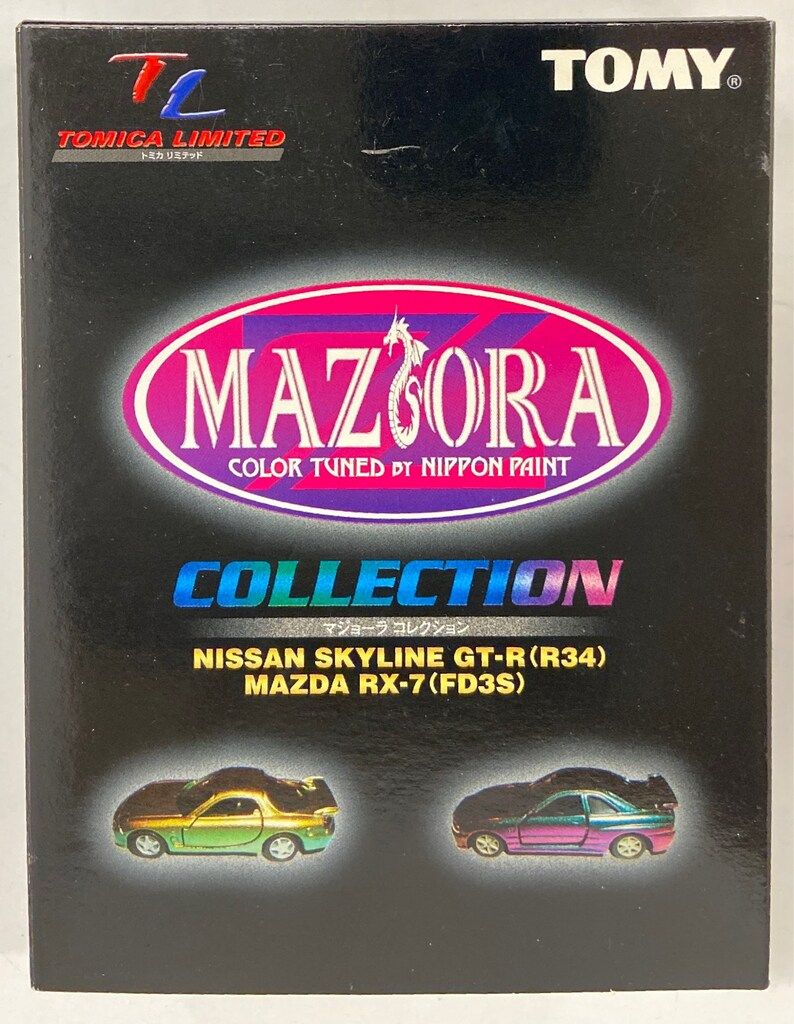 TL
TOMICA LIMITED
トミカ リミテッド
TOMY®
MAZIORA
COLOR TUNED BY NIPPON PAINT
COLLECTION
マジョーラ コレクション
NISSAN SKYLINE GT-R(R34)
MAZDA RX-7(FD3S)